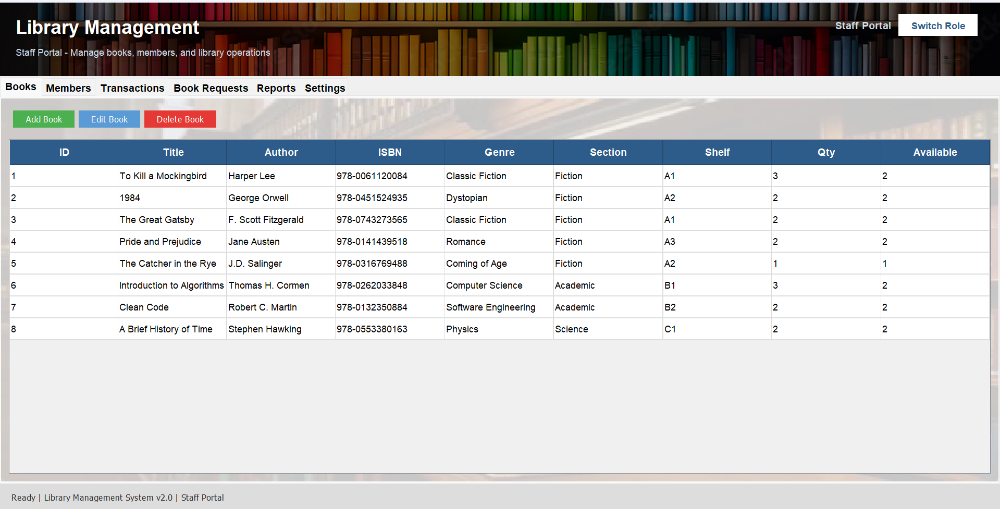 Library Management
Staff Portal Switch Role
Staff Portal - Manage books, members, and library operations
Books Members Transactions Book Requests Reports Settings
Add Book Edit Book Delete Book
ID Title Author ISBN Genre Section Shelf Qty Available
1 To Kill a Mockingbird Harper Lee 978-0061120084 Classic Fiction Fiction A1 3 2
2 1984 George Orwell 978-0451524935 Dystopian Fiction A2 2 2
3 The Great Gatsby F. Scott Fitzgerald 978-0743273565 Classic Fiction Fiction A1 2 2
4 Pride and Prejudice Jane Austen 978-0141439518 Romance Fiction A3 2 2
5 The Catcher in the Rye J.D. Salinger 978-0316769488 Coming of Age Fiction A2 1 1
6 Introduction to Algorithms Thomas H. Cormen 978-0262033848 Computer Science Academic B1 3 2
7 Clean Code Robert C. Martin 978-0132350884 Software Engineering Academic B2 2 2
8 A Brief History of Time Stephen Hawking 978-0553380163 Physics Science C1 2 2
Ready | Library Management System v2.0 | Staff Portal